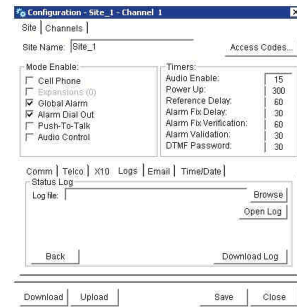 Configuration - Site_1 - Channel 1
Site Channels
Site Name: Site_1 Access Codes...
Mode Enable:
Cell Phone
Expansions (0)
Global Alarm
Alarm Dial Out
Push-To-Talk
Audio Control
Timers:
Audio Enable: 15
Power Up: 300
Reference Delay: 60
Alarm Fix Delay: 30
Alarm Fix Verification: 60
Alarm Validation: 30
DTMF Password: 30
Comm Telco X10 Logs Email Time/Date
Status Log
Log file: Browse
Open Log
Back Download Log
Download Upload Save Close